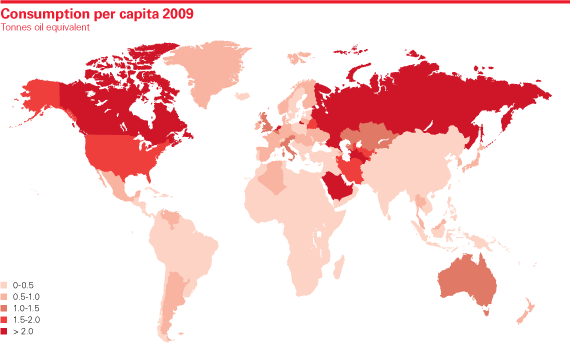 Consumption per capita 2009
Tonnes oil equivalent
0-0.5
0.5-1.0
1.0-1.5
1.5-2.0
> 2.0